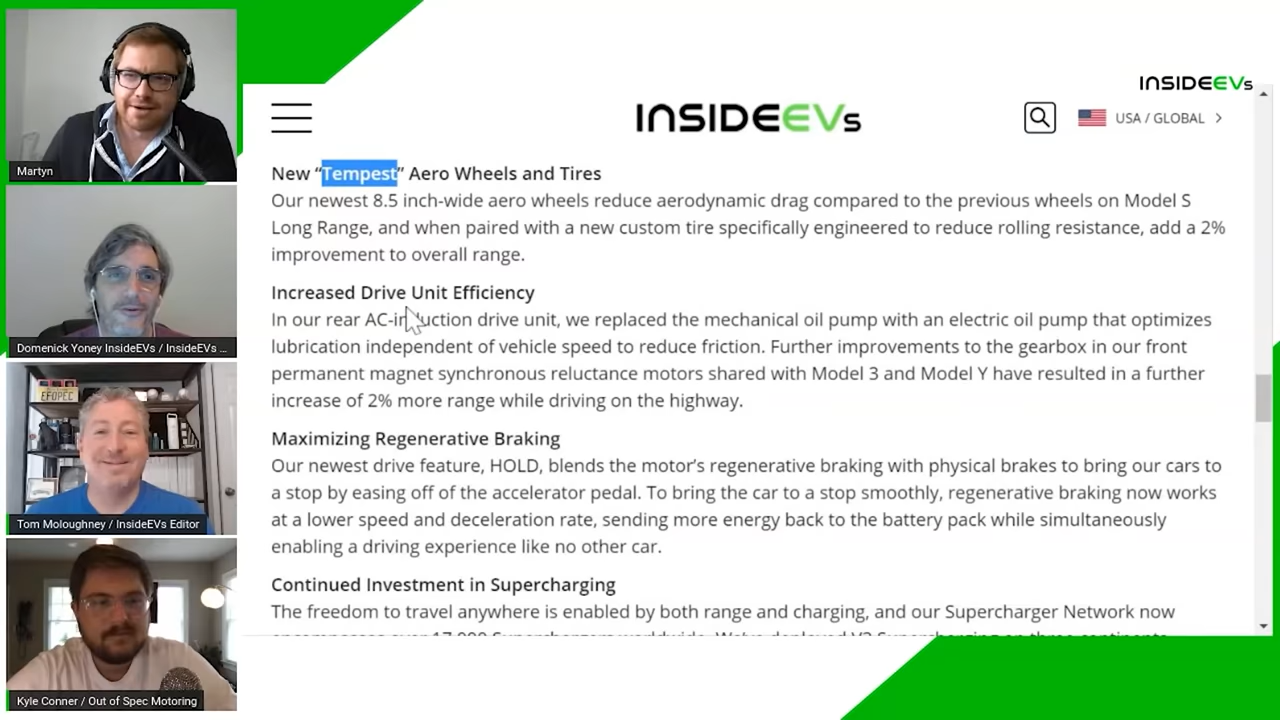 INSIDEEVs
INSIDEEVs
USA / GLOBAL
New “Tempest” Aero Wheels and Tires
Our newest 8.5 inch-wide aero wheels reduce aerodynamic drag compared to the previous wheels on Model S
Long Range, and when paired with a new custom tire specifically engineered to reduce rolling resistance, add a 2%
improvement to overall range.
Increased Drive Unit Efficiency
In our rear AC-induction drive unit, we replaced the mechanical oil pump with an electric oil pump that optimizes
lubrication independent of vehicle speed to reduce friction. Further improvements to the gearbox in our front
permanent magnet synchronous reluctance motors shared with Model 3 and Model Y have resulted in a further
increase of 2% more range while driving on the highway.
Maximizing Regenerative Braking
Our newest drive feature, HOLD, blends the motor’s regenerative braking with physical brakes to bring our cars to
a stop by easing off of the accelerator pedal. To bring the car to a stop smoothly, regenerative braking now works
at a lower speed and deceleration rate, sending more energy back to the battery pack while simultaneously
enabling a driving experience like no other car.
Continued Investment in Supercharging
The freedom to travel anywhere is enabled by both range and charging, and our Supercharger Network now
Martyn
Domenick Yoney InsideEVs / InsideEVs ...
EFOPEC
Tom Moloughney / InsideEVs Editor
Kyle Conner / Out of Spec Motoring